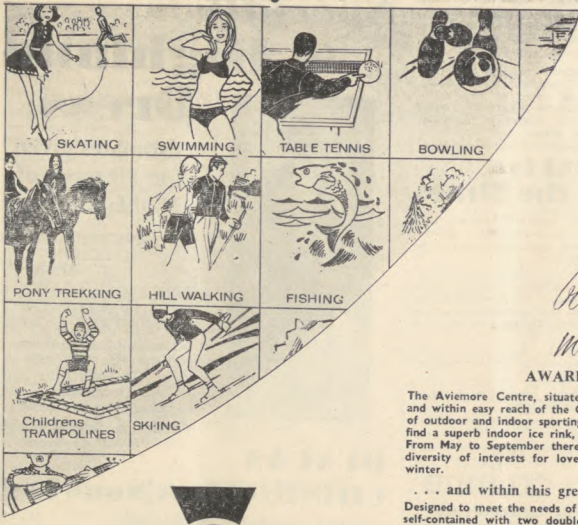 SKATING
SWIMMING
TABLE TENNIS
BOWLING
PONY TREKKING
HILL WALKING
FISHING
Childrens
TRAMPOLINES
SKI-ING
AWAR
The Aviemore Centre, situate
and within easy reach of the
of outdoor and indoor sporting
find a superb indoor ice rink,
From May to September there
diversity of interests for love
winter.
. . . and within this gre
Designed to meet the needs of
self-contained with two double